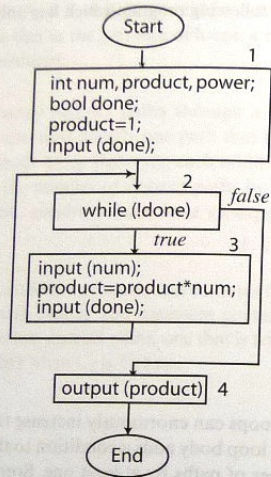 Start
1
int num, product, power;
bool done;
product=1;
input (done);
2
false
while (!done)
true
3
input (num);
product=product*num;
input (done);
output (product)
4
End